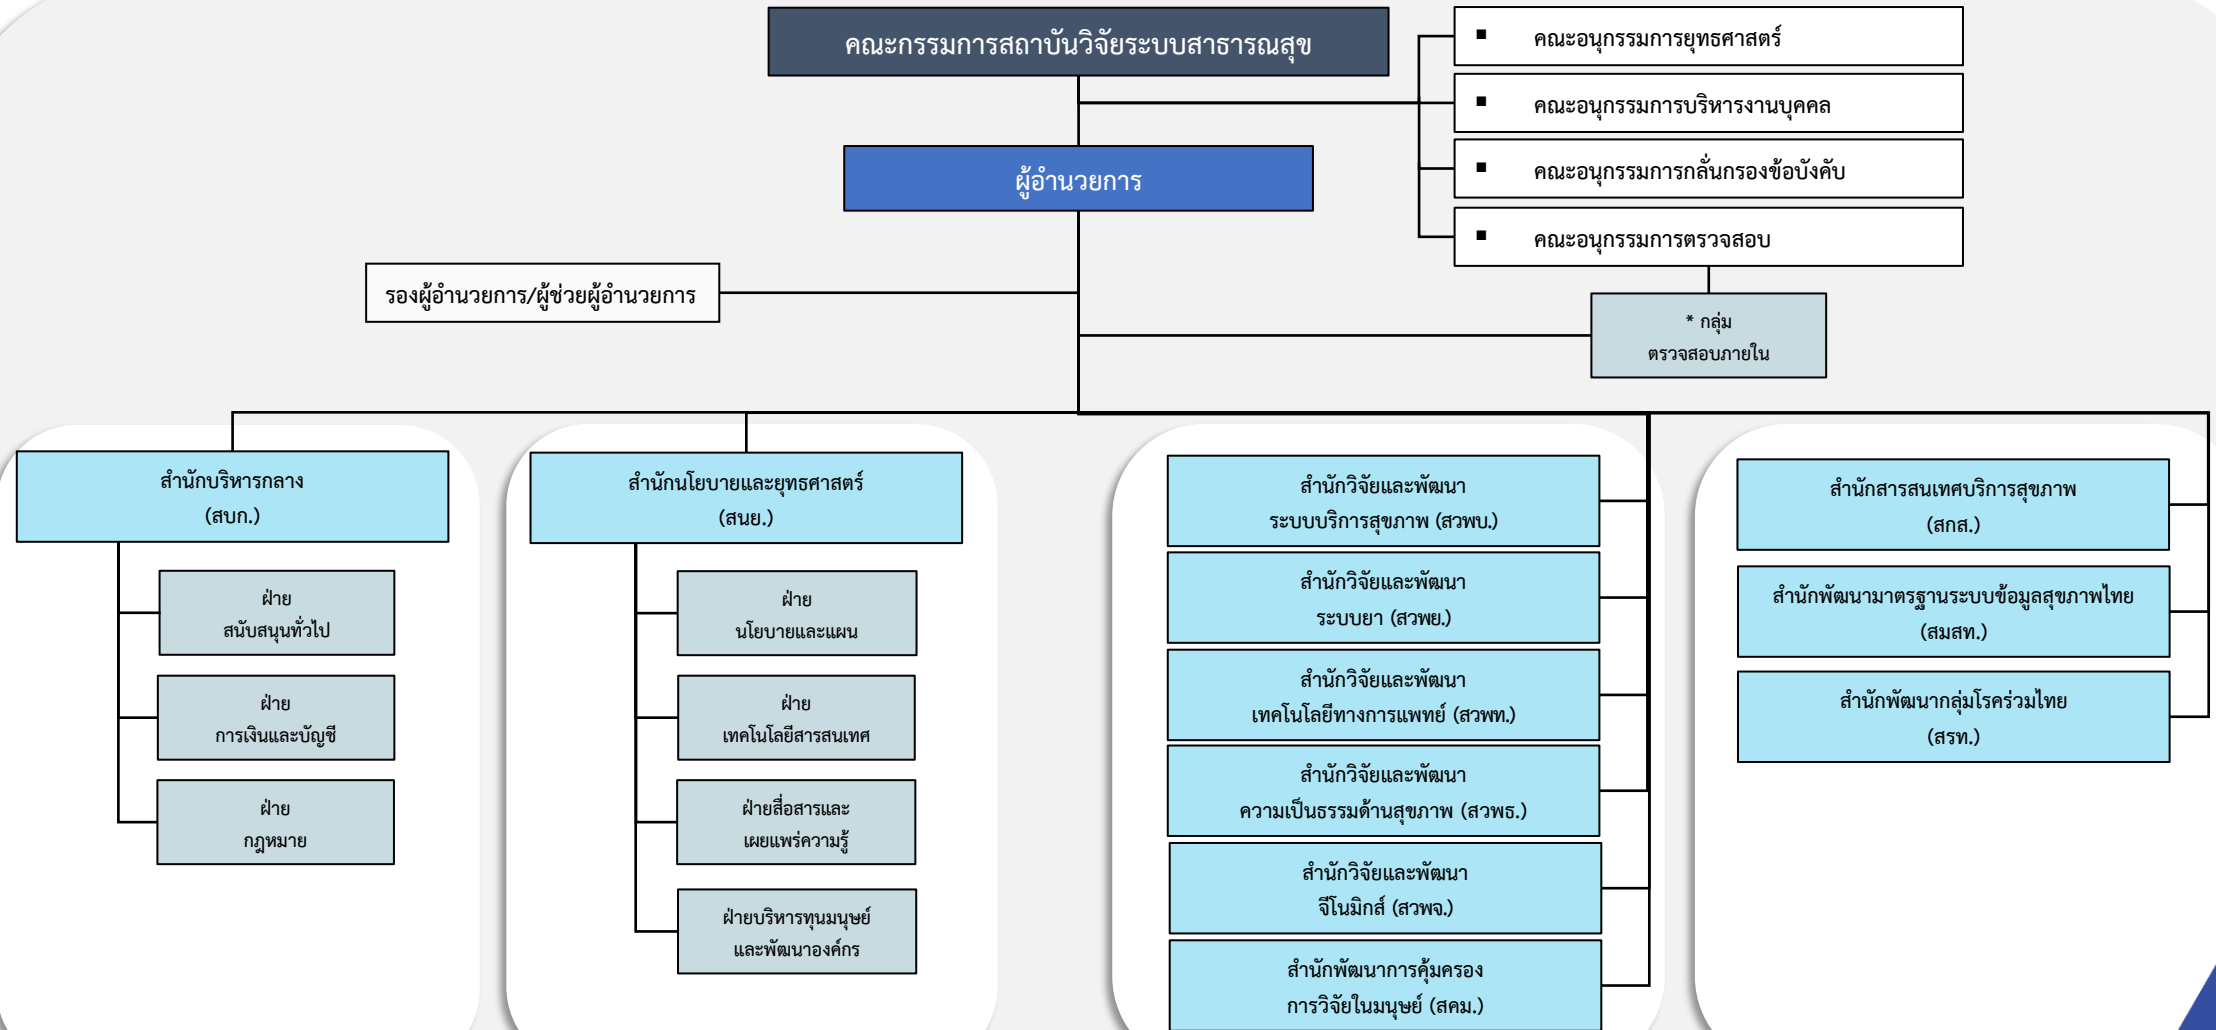 คณะกรรมการสถาบันวิจัยระบบสาธารณสุข
▪ คณะอนุกรรมการยุทธศาสตร์
▪ คณะอนุกรรมการบริหารงานบุคคล
▪ คณะอนุกรรมการกลั่นกรองข้อบังคับ
▪ คณะอนุกรรมการตรวจสอบ
ผู้อำนวยการ
รองผู้อำนวยการ/ผู้ช่วยผู้อำนวยการ
* กลุ่ม
ตรวจสอบภายใน
สำนักบริหารกลาง
(สบก.)
ฝ่าย
สนับสนุนทั่วไป
ฝ่าย
การเงินและบัญชี
ฝ่าย
กฎหมาย
สำนักนโยบายและยุทธศาสตร์
(สนย.)
ฝ่าย
นโยบายและแผน
ฝ่าย
เทคโนโลยีสารสนเทศ
ฝ่ายสื่อสารและ
เผยแพร่ความรู้
ฝ่ายบริหารทุนมนุษย์
และพัฒนาองค์กร
สำนักวิจัยและพัฒนา
ระบบบริการสุขภาพ (สวพบ.)
สำนักวิจัยและพัฒนา
ระบบยา (สวพย.)
สำนักวิจัยและพัฒนา
เทคโนโลยีทางการแพทย์ (สวพท.)
สำนักวิจัยและพัฒนา
ความเป็นธรรมด้านสุขภาพ (สวพธ.)
สำนักวิจัยและพัฒนา
จีโนมิกส์ (สวพจ.)
สำนักพัฒนาการคุ้มครอง
การวิจัยในมนุษย์ (สคม.)
สำนักสารสนเทศบริการสุขภาพ
(สกส.)
สำนักพัฒนามาตรฐานระบบข้อมูลสุขภาพไทย
(สมสท.)
สำนักพัฒนากลุ่มโรคร่วมไทย
(สรท.)